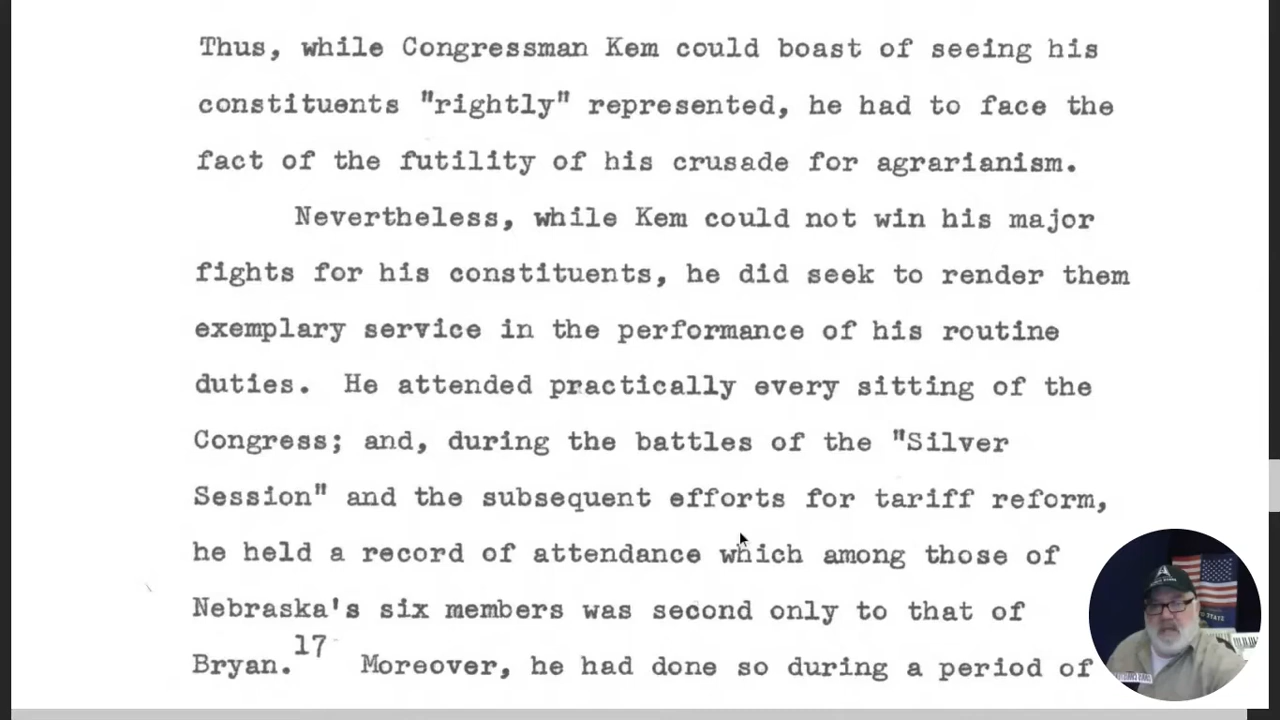 Thus, while Congressman Kem could boast of seeing his
constituents "rightly" represented, he had to face the
fact of the futility of his crusade for agrarianism.
Nevertheless, while Kem could not win his major
fights for his constituents, he did seek to render them
exemplary service in the performance of his routine
duties. He attended practically every sitting of the
Congress; and, during the battles of the "Silver
Session" and the subsequent efforts for tariff reform,
he held a record of attendance which among those of
Nebraska's six members was second only to that of
Bryan.17 Moreover, he had done so during a period of